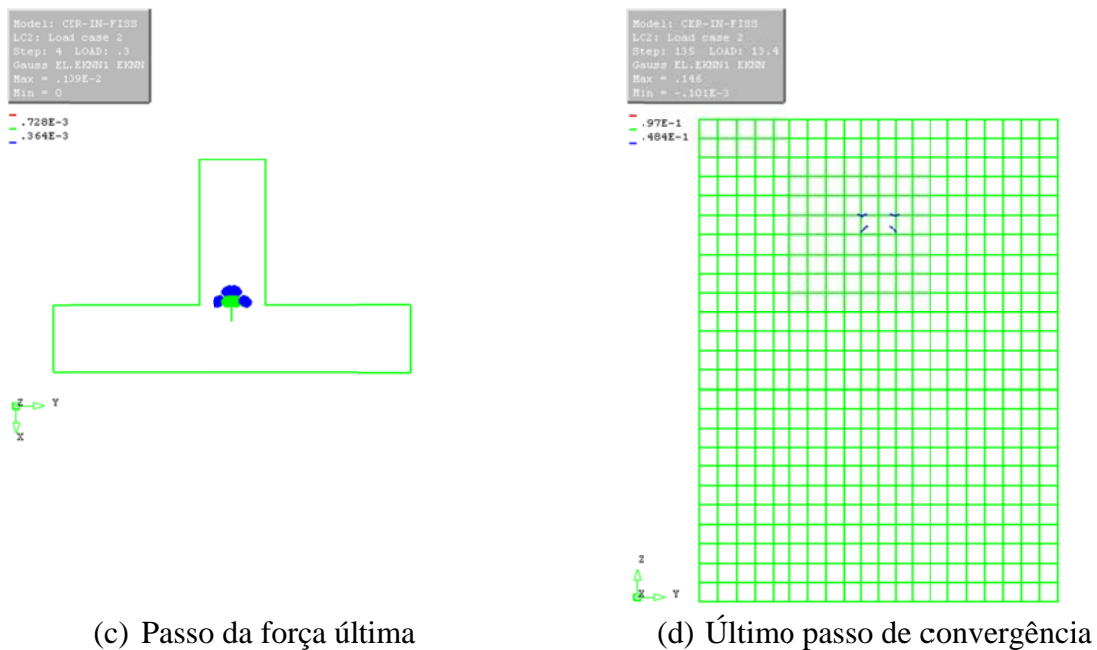 Model: CER-IN-FISS
LC2: Load case 2
Step: 4 LOAD: .3
Gauss EL.EKNN1 EKNN
Max = .109E-2
Min = 0
.728E-3
.364E-3
Z Y
X
(c) Passo da força última
Model: CER-IN-FISS
LC2: Load case 2
Step: 135 LOAD: 13.4
Gauss EL.EKNN1 EKNN
Max = .146
Min = -.101E-3
.97E-1
.484E-1
Z
X Y
(d) Último passo de convergência